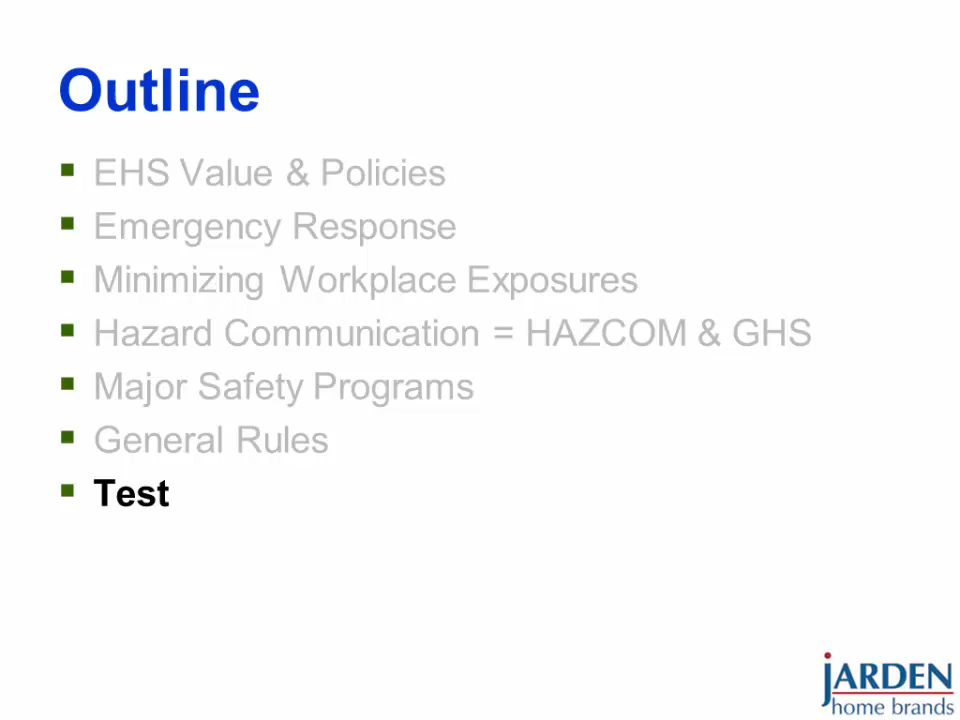 Outline
▪ EHS Value & Policies
▪ Emergency Response
▪ Minimizing Workplace Exposures
▪ Hazard Communication = HAZCOM & GHS
▪ Major Safety Programs
▪ General Rules
▪ Test
jARDEN
home brands